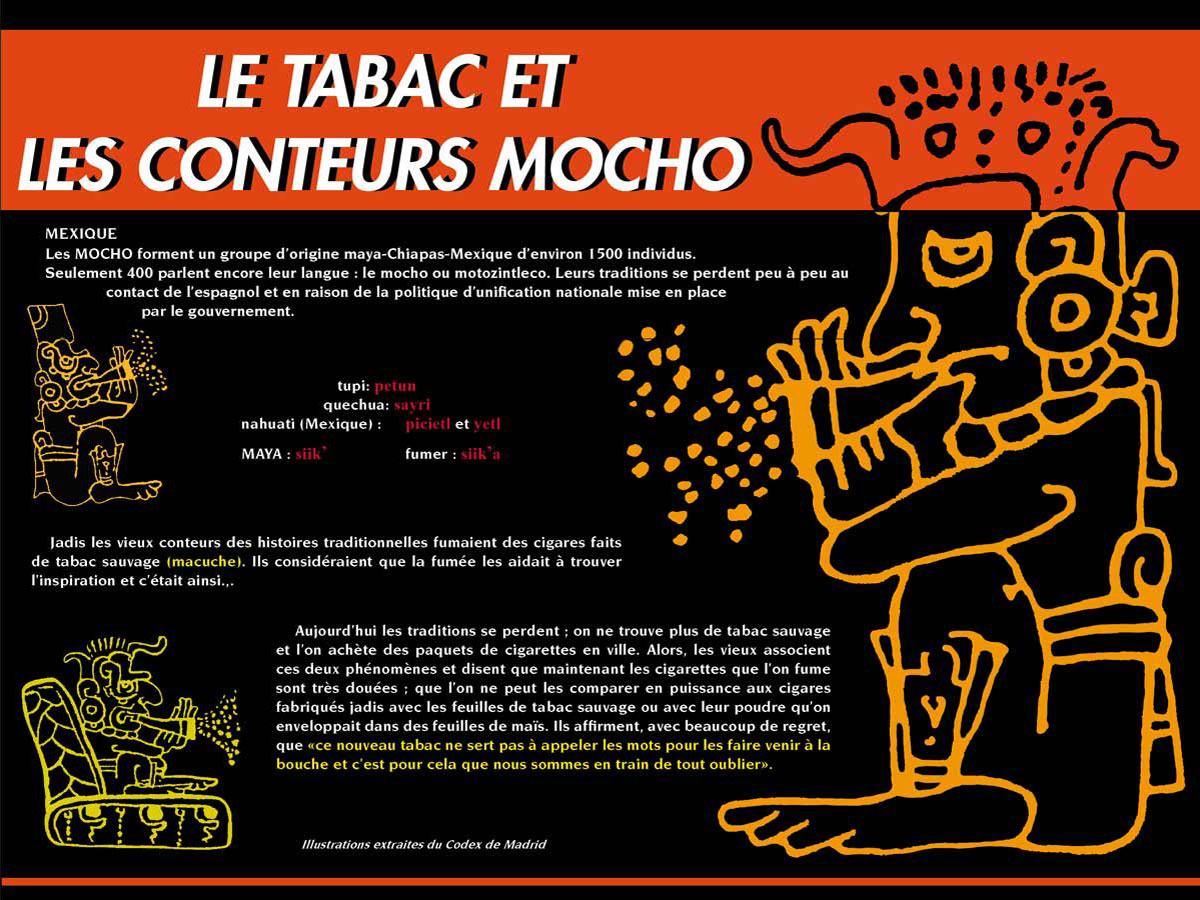 LE TABAC ET
LES CONTEURS MOCHO
MEXIQUE
Les MOCHO forment un groupe d'origine maya-Chiapas-Mexique d'environ 1500 individus.
Seulement 400 parlent encore leur langue : le mocho ou motozintleco. Leurs traditions se perdent peu à peu au
contact de l'espagnol et en raison de la politique d'unification nationale mise en place
par le gouvernement.
tupi: petun
quechua: sayri
nahuati (Mexique) : picietl et yetl
MAYA : siik' fumer : siik'a
Jadis les vieux conteurs des histoires traditionnelles fumaient des cigares faits
de tabac sauvage (macuche). Ils considéraient que la fumée les aidait à trouver
l'inspiration et c'était ainsi.,.
Aujourd'hui les traditions se perdent ; on ne trouve plus de tabac sauvage
et l'on achète des paquets de cigarettes en ville. Alors, les vieux associent
ces deux phénomènes et disent que maintenant les cigarettes que l'on fume
sont très douées ; que l'on ne peut les comparer en puissance aux cigares
fabriqués jadis avec les feuilles de tabac sauvage ou avec leur poudre qu'on
enveloppait dans des feuilles de maïs. Ils affirment, avec beaucoup de regret,
que «ce nouveau tabac ne sert pas à appeler les mots pour les faire venir à la
bouche et c'est pour cela que nous sommes en train de tout oublier».
Illustrations extraites du Codex de Madrid